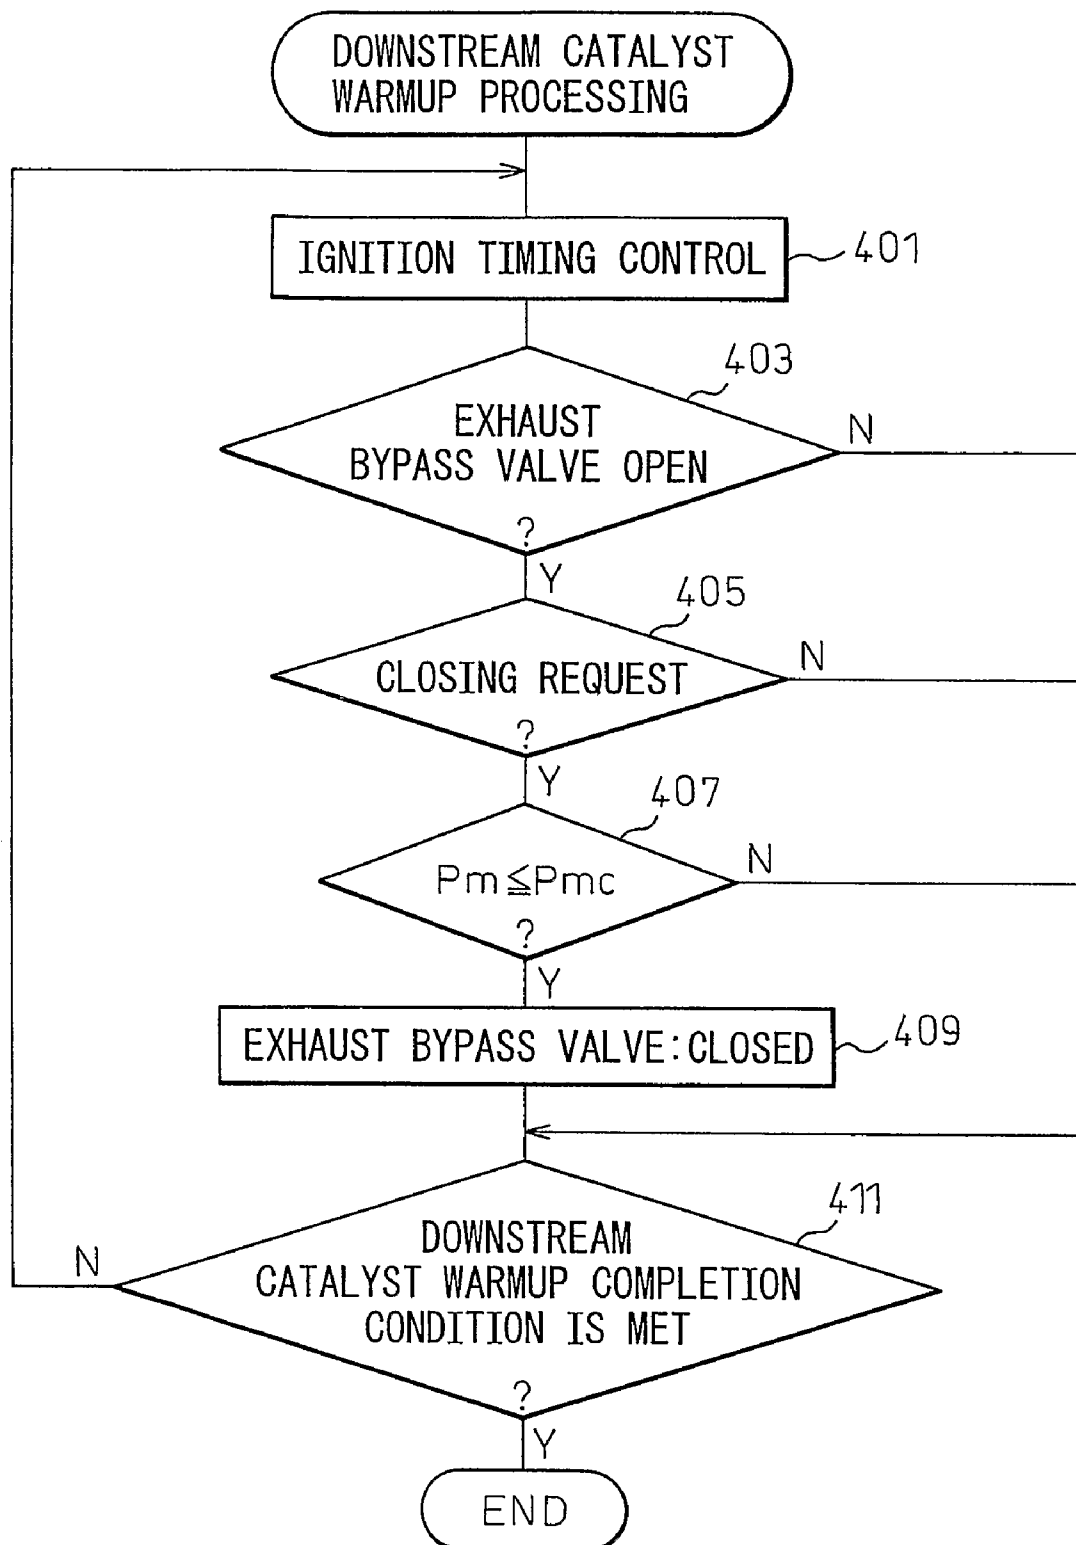 DOWNSTREAM CATALYST
WARMUP PROCESSING
IGNITION TIMING CONTROL
401
403
EXHAUST
BYPASS VALVE OPEN
?
N
Y
405
CLOSING REQUEST
?
N
Y
407
Pm≦Pmc
?
N
Y
EXHAUST BYPASS VALVE:CLOSED
409
411
DOWNSTREAM
CATALYST WARMUP COMPLETION
CONDITION IS MET
?
N
Y
END